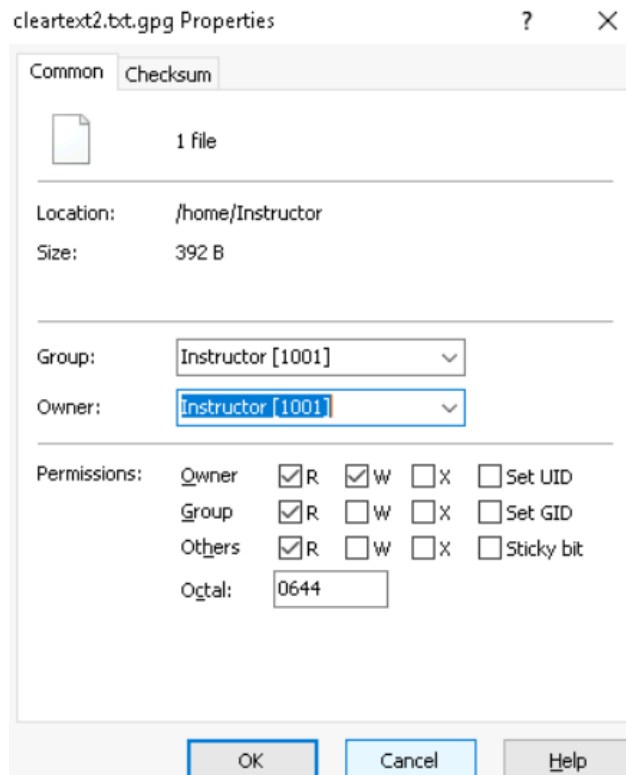 cleartext2.txt.gpg Properties ? ×
Common Checksum
1 file
Location: /home/Instructor
Size: 392 B
Group: Instructor [1001]
Owner: Instructor [1001]
Permissions: Owner R W X Set UID
Group R W X Set GID
Others R W X Sticky bit
Octal: 0644
OK Cancel Help